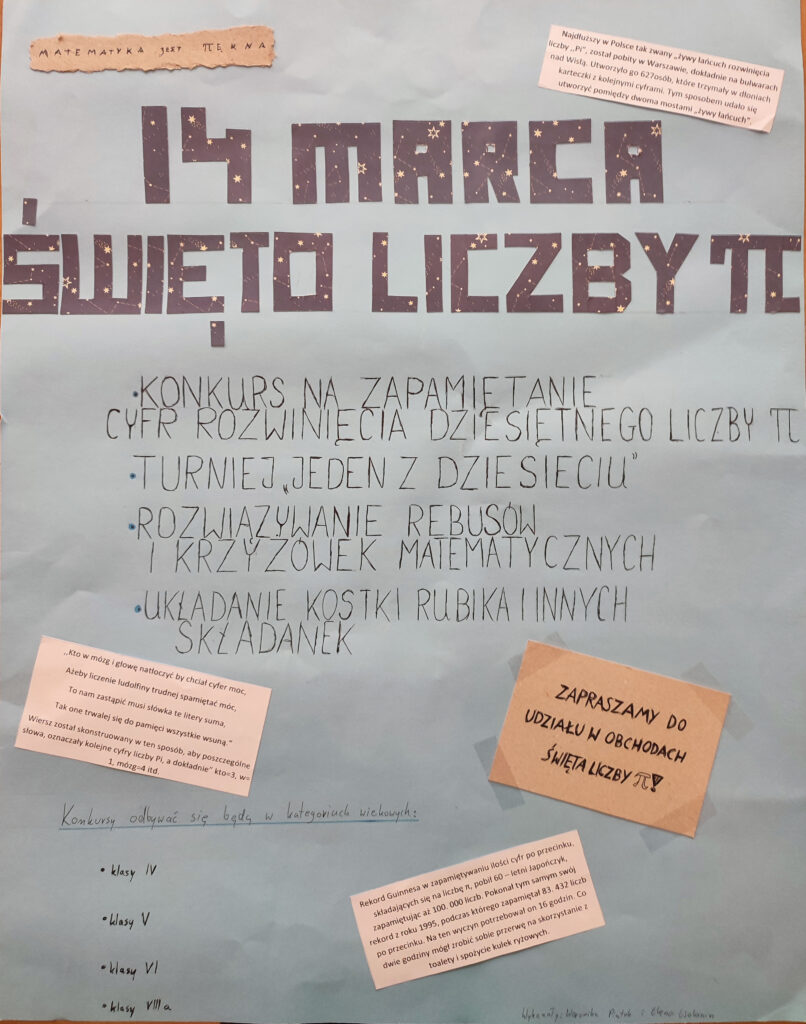 MATEMATYKA JEST πĘKNA
Najdłuższy w Polsce tak zwany „żywy łańcuch rozwinięcia
liczby ,,Pi", został pobity w Warszawie, dokładnie na bulwarach
nad Wisłą. Utworzyło go 627osób, które trzymały w dłoniach
karteczki z kolejnymi cyframi. Tym sposobem udało się
utworzyć pomiędzy dwoma mostami „żywy łańcuch".
14 MARCA
ŚWIĘTO LICZBY π
•KONKURS NA ZAPAMIĘTANIE
CYFR ROZWINIĘCIA DZIESIĘTNEGO LICZBY π
•TURNIEJ „JEDEN Z DZIESIĘCIU"
•ROZWIĄZYWANIE REBUSÓW
I KRZYŻÓWEK MATEMATYCZNYCH
•UKŁADANIE KOSTKI RUBIKA I INNYCH
SKŁADANEK
,,Kto w mózg i głowę natłoczyć by chciał cyfer moc,
Ażeby liczenie ludolfiny trudnej spamiętać móc,
To nam zastąpić musi słówka te litery suma,
Tak one trwalej się do pamięci wszystkie wsuną."
Wiersz został skonstruowany w ten sposób, aby poszczególne
słowa, oznaczały kolejne cyfry liczby Pi, a dokładnie" kto=3, w=
1, mózg=4 itd.
ZAPRASZAMY DO
UDZIAŁU W OBCHODACH
ŚWIĘTA LICZBY π!
Konkursy odbywać się będą w kategoriach wiekowych:
• klasy IV
• klasy V
• klasy VI
• klasy VIII a
Rekord Guinnesa w zapamiętywaniu ilości cyfr po przecinku,
składających się na liczbę π, pobił 60 – letni Japończyk,
zapamiętując aż 100. 000 liczb. Pokonał tym samym swój
rekord z roku 1995, podczas którego zapamiętał 83. 432 liczb
po przecinku. Na ten wyczyn potrzebował on 16 godzin. Co
dwie godziny mógł zrobić sobie przerwę na skorzystanie z
toalety i spożycie kulek ryżowych.
Wykonały: Weronika Piątek i